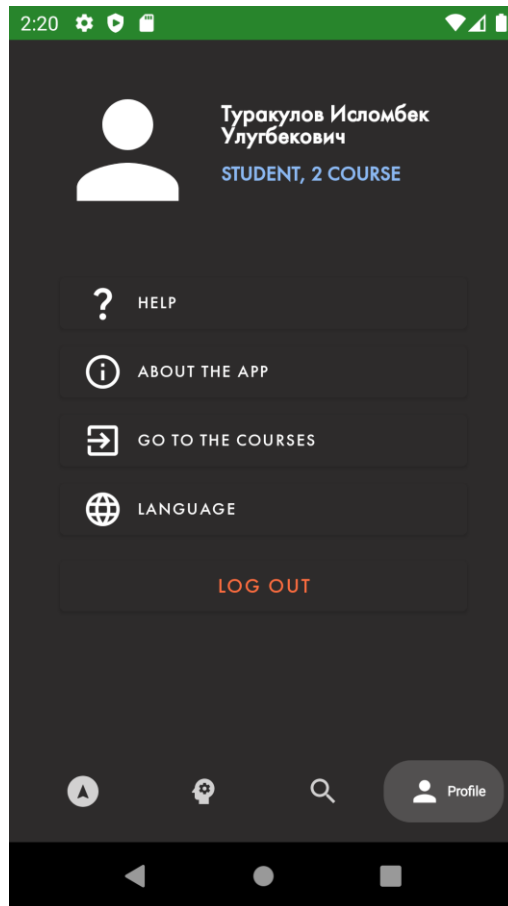 2:20
Туракулов Исломбек
Улугбекович
STUDENT, 2 COURSE
? HELP
ABOUT THE APP
GO TO THE COURSES
LANGUAGE
LOG OUT
Profile